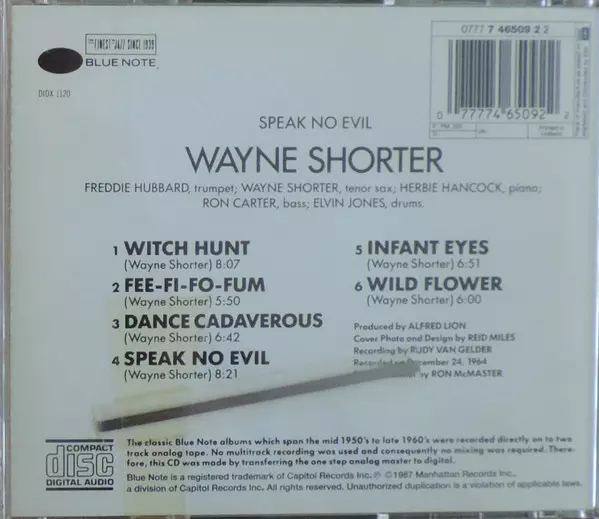 THE FINEST IN JAZZ SINCE 1939
BLUE NOTE
DIDX 1120
0777 7 46509 2 2
0 77774 65092 2
SPEAK NO EVIL
WAYNE SHORTER
FREDDIE HUBBARD, trumpet; WAYNE SHORTER, tenor sax; HERBIE HANCOCK, piano;
RON CARTER, bass; ELVIN JONES, drums.
1 WITCH HUNT
(Wayne Shorter) 8:07
2 FEE-FI-FO-FUM
(Wayne Shorter) 5:50
3 DANCE CADAVEROUS
(Wayne Shorter) 6:42
4 SPEAK NO EVIL
(Wayne Shorter) 8:21
5 INFANT EYES
(Wayne Shorter) 6:51
6 WILD FLOWER
(Wayne Shorter) 6:00
Produced by ALFRED LION
Cover Photo and Design by REID MILES
Recording by RUDY VAN GELDER
Recorded on 24, 1964
by RON McMASTER
COMPACT
disc
DIGITAL AUDIO
The classic Blue Note albums which span the mid 1950's to late 1960's were recorded directly on to two
track analog tape. No multitrack recording was used and consequently no mixing was required. There-
fore, this CD was made by transferring the one step analog master to digital.
Blue Note is a registered trademark of Capitol Records Inc. ℗ ©1987 Manhattan Records Inc.,
a division of Capitol Records Inc. All rights reserved. Unauthorized duplication is a violation of applicable laws.